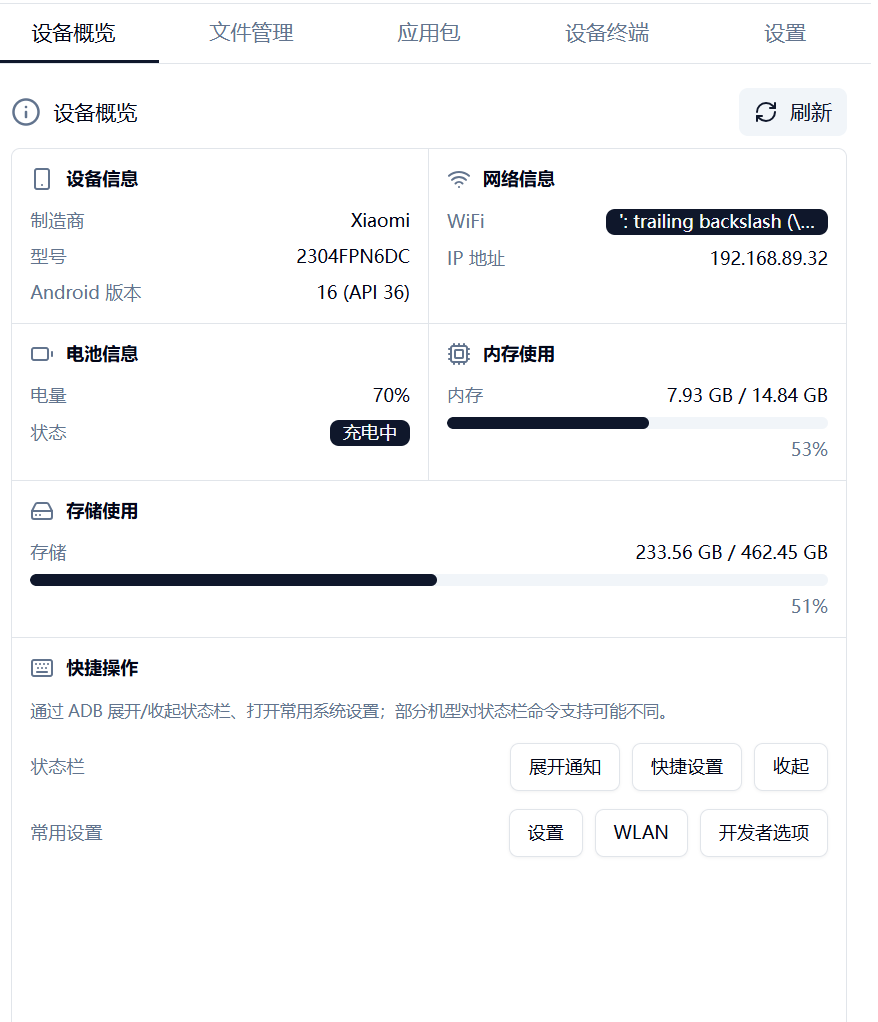 设备概览 文件管理 应用包 设备终端 设置
设备概览 刷新
设备信息
制造商 Xiaomi
型号 2304FPN6DC
Android 版本 16 (API 36)
网络信息
WiFi ': trailing backslash (\...
IP 地址 192.168.89.32
电池信息
电量 70%
状态 充电中
内存使用
内存 7.93 GB / 14.84 GB
53%
存储使用
存储 233.56 GB / 462.45 GB
51%
快捷操作
通过 ADB 展开/收起状态栏、打开常用系统设置；部分机型对状态栏命令支持可能不同。
状态栏 展开通知 快捷设置 收起
常用设置 设置 WLAN 开发者选项